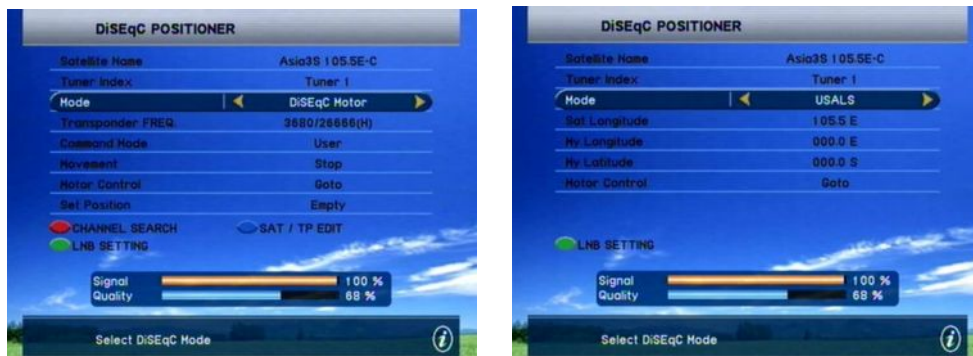 DiSEqC POSITIONER
Satellite Name Asia3S 105.5E-C
Tuner Index Tuner 1
Mode DiSEqC Motor
Transponder FREQ. 3680/26666(H)
Command Mode User
Movement Stop
Motor Control Goto
Set Position Empty
CHANNEL SEARCH SAT / TP EDIT
LNB SETTING
Signal 100 %
Quality 68 %
Select DiSEqC Mode
DiSEqC POSITIONER
Satellite Name Asia3S 105.5E-C
Tuner Index Tuner 1
Mode USALS
Sat Longitude 105.5 E
My Longitude 000.0 E
My Latitude 000.0 S
Motor Control Goto
LNB SETTING
Signal 100 %
Quality 68 %
Select DiSEqC Mode